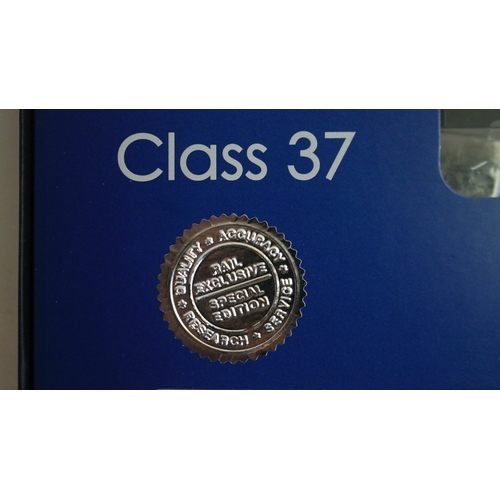 Class 37
QUALITY ★ ACCURACY ★ SERVICE ★ RESEARCH ★
RAIL
EXCLUSIVE
SPECIAL
EDITION